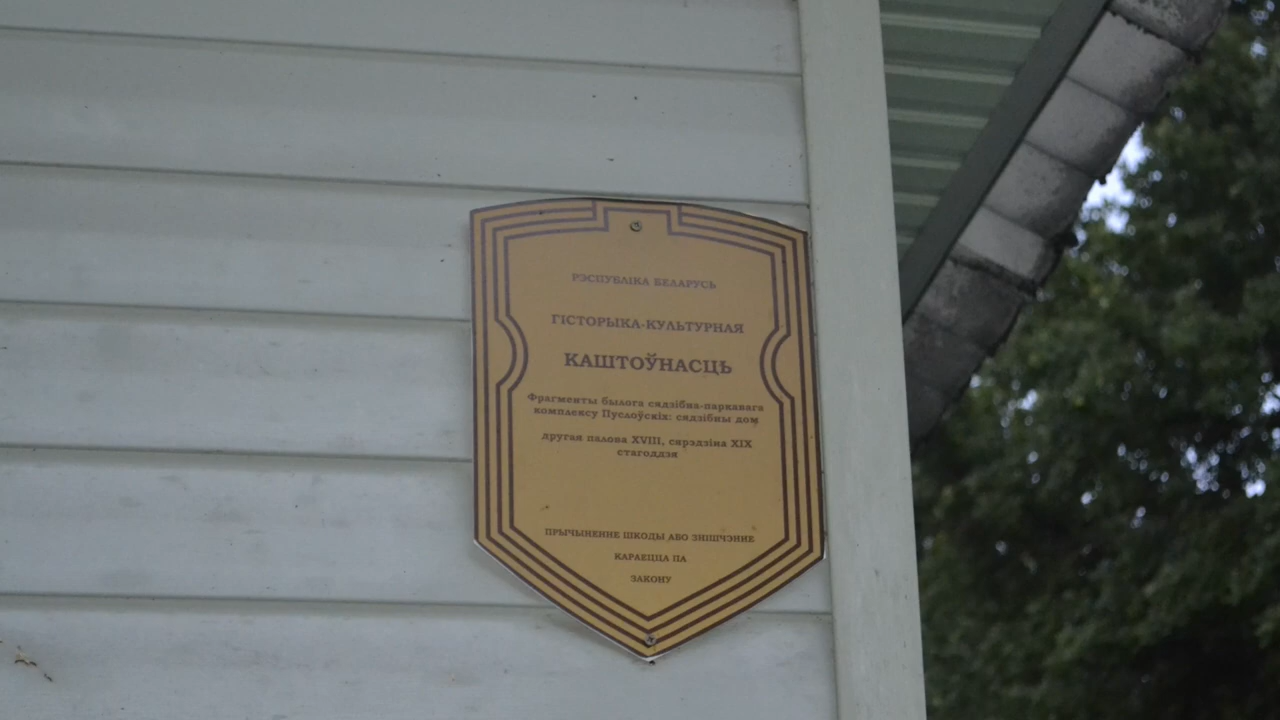 РЭСПУБЛІКА БЕЛАРУСЬ
ГІСТОРЫКА-КУЛЬТУРНАЯ
КАШТОЎНАСЦЬ
Фрагменты былога сядзібна-паркавага
комплексу Пуслоўскіх: сядзібны дом
другая палова XVIII, сярэдзіна XIX
стагоддзя
ПРЫЧЫНЕННЕ ШКОДЫ АБО ЗНІШЧЭННЕ
КАРАЕЦЦА ПА
ЗАКОНУ